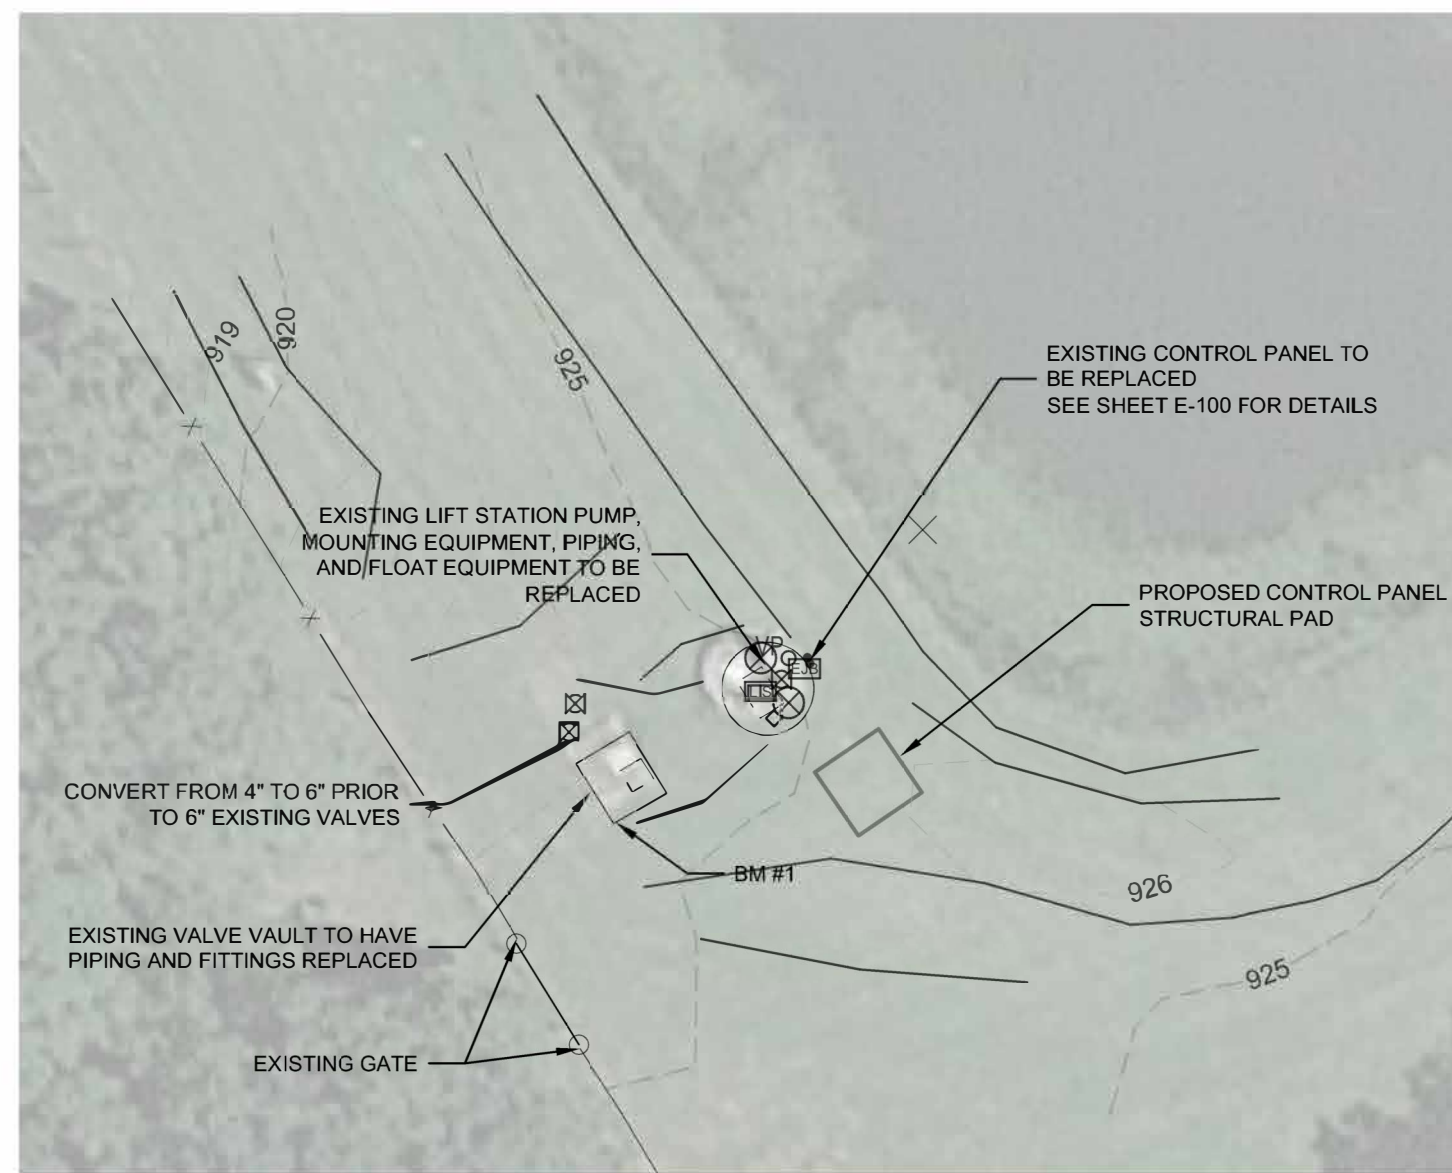 919
920
925
EXISTING CONTROL PANEL TO
BE REPLACED
SEE SHEET E-100 FOR DETAILS
EXISTING LIFT STATION PUMP,
MOUNTING EQUIPMENT, PIPING,
AND FLOAT EQUIPMENT TO BE
REPLACED
PROPOSED CONTROL PANEL
STRUCTURAL PAD
VP
EJB
CONVERT FROM 4" TO 6" PRIOR
TO 6" EXISTING VALVES
BM #1
926
EXISTING VALVE VAULT TO HAVE
PIPING AND FITTINGS REPLACED
925
EXISTING GATE